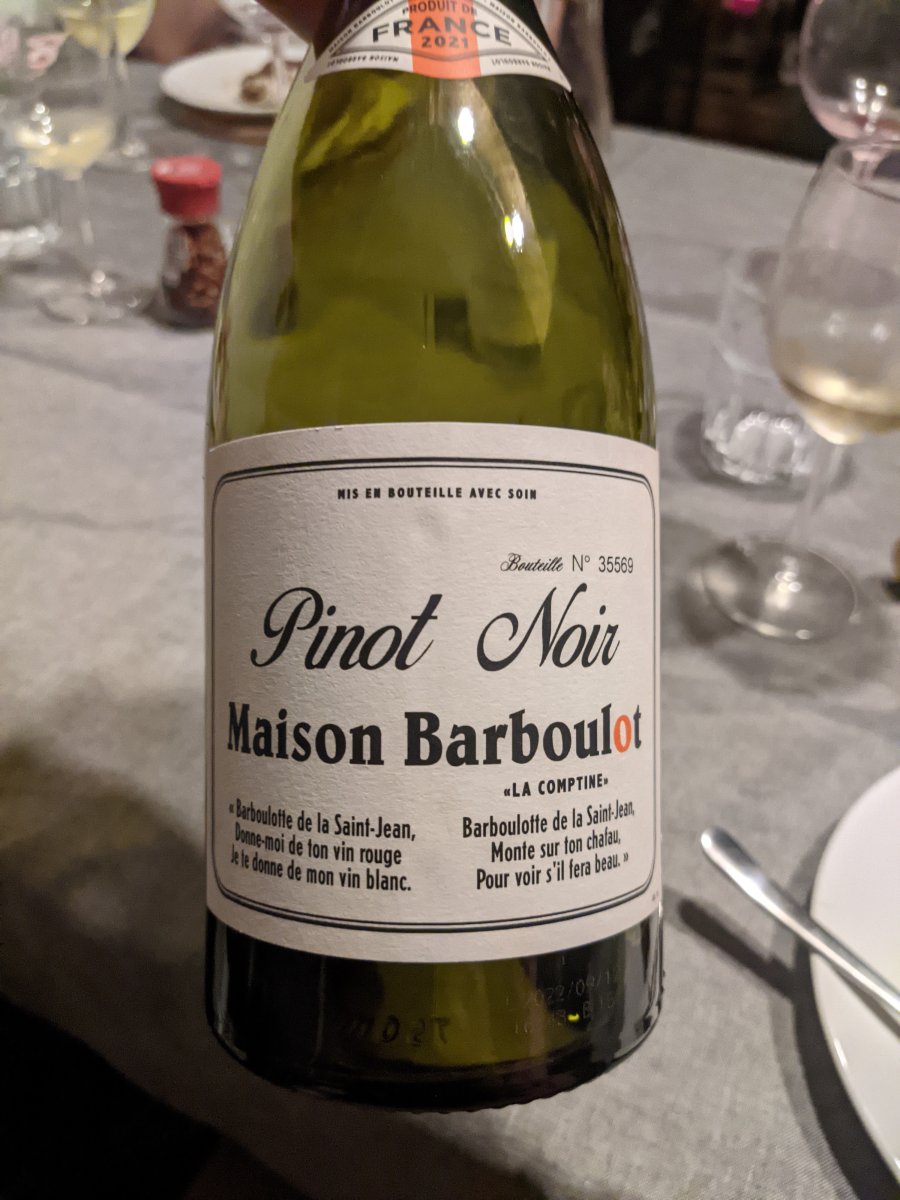 PRODUIT DE
FRANCE
2021
MIS EN BOUTEILLE AVEC SOIN
Bouteille N° 35569
Pinot Noir
Maison Barboulot
«LA COMPTINE»
« Barboulotte de la Saint-Jean,
Donne-moi de ton vin rouge
Je te donne de mon vin blanc.
Barboulotte de la Saint-Jean,
Monte sur ton chafau,
Pour voir s'il fera beau. »